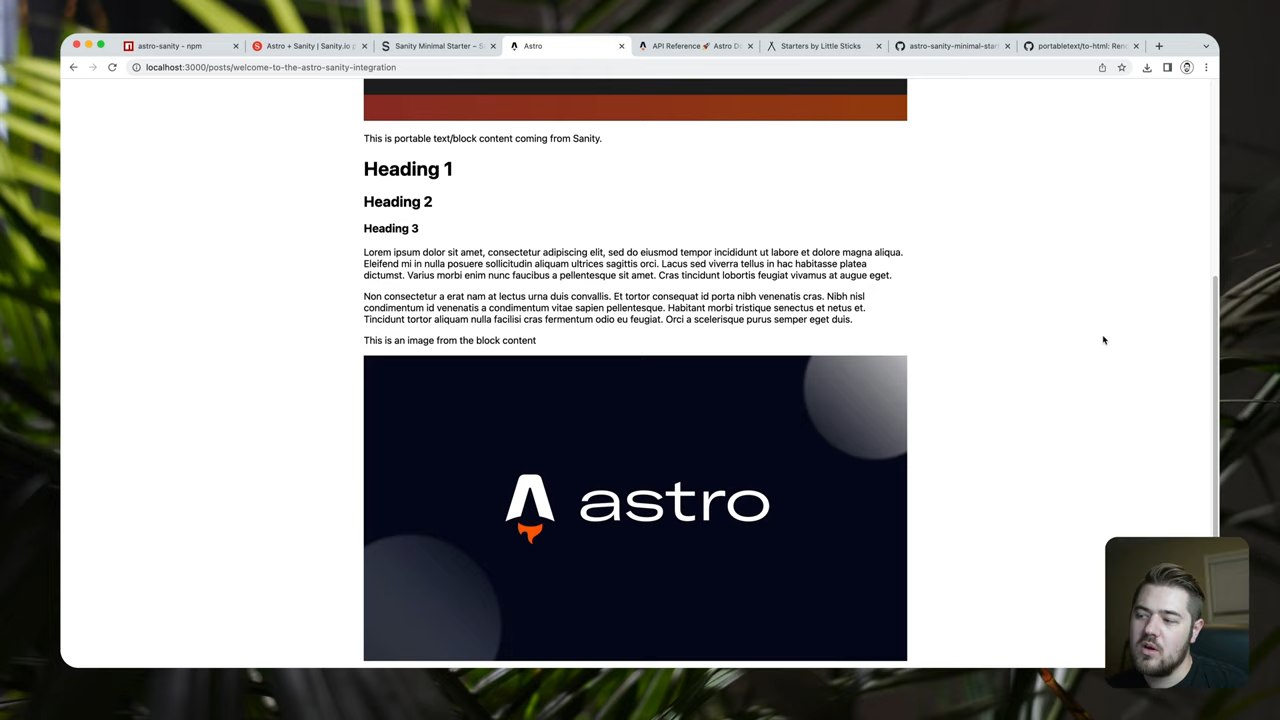 astro-sanity - npm
Astro + Sanity | Sanity.io
Sanity Minimal Starter – S
Astro
API Reference 🚀 Astro D
Starters by Little Sticks
astro-sanity-minimal-star
portabletext/to-html: Ren
localhost:3000/posts/welcome-to-the-astro-sanity-integration
This is portable text/block content coming from Sanity.
Heading 1
Heading 2
Heading 3
Lorem ipsum dolor sit amet, consectetur adipiscing elit, sed do eiusmod tempor incididunt ut labore et dolore magna aliqua.
Eleifend mi in nulla posuere sollicitudin aliquam ultrices sagittis orci. Lacus sed viverra tellus in hac habitasse platea
dictumst. Varius morbi enim nunc faucibus a pellentesque sit amet. Cras tincidunt lobortis feugiat vivamus at augue eget.
Non consectetur a erat nam at lectus urna duis convallis. Et tortor consequat id porta nibh venenatis cras. Nibh nisl
condimentum id venenatis a condimentum vitae sapien pellentesque. Habitant morbi tristique senectus et netus et.
Tincidunt tortor aliquam nulla facilisi cras fermentum odio eu feugiat. Orci a scelerisque purus semper eget duis.
This is an image from the block content
astro